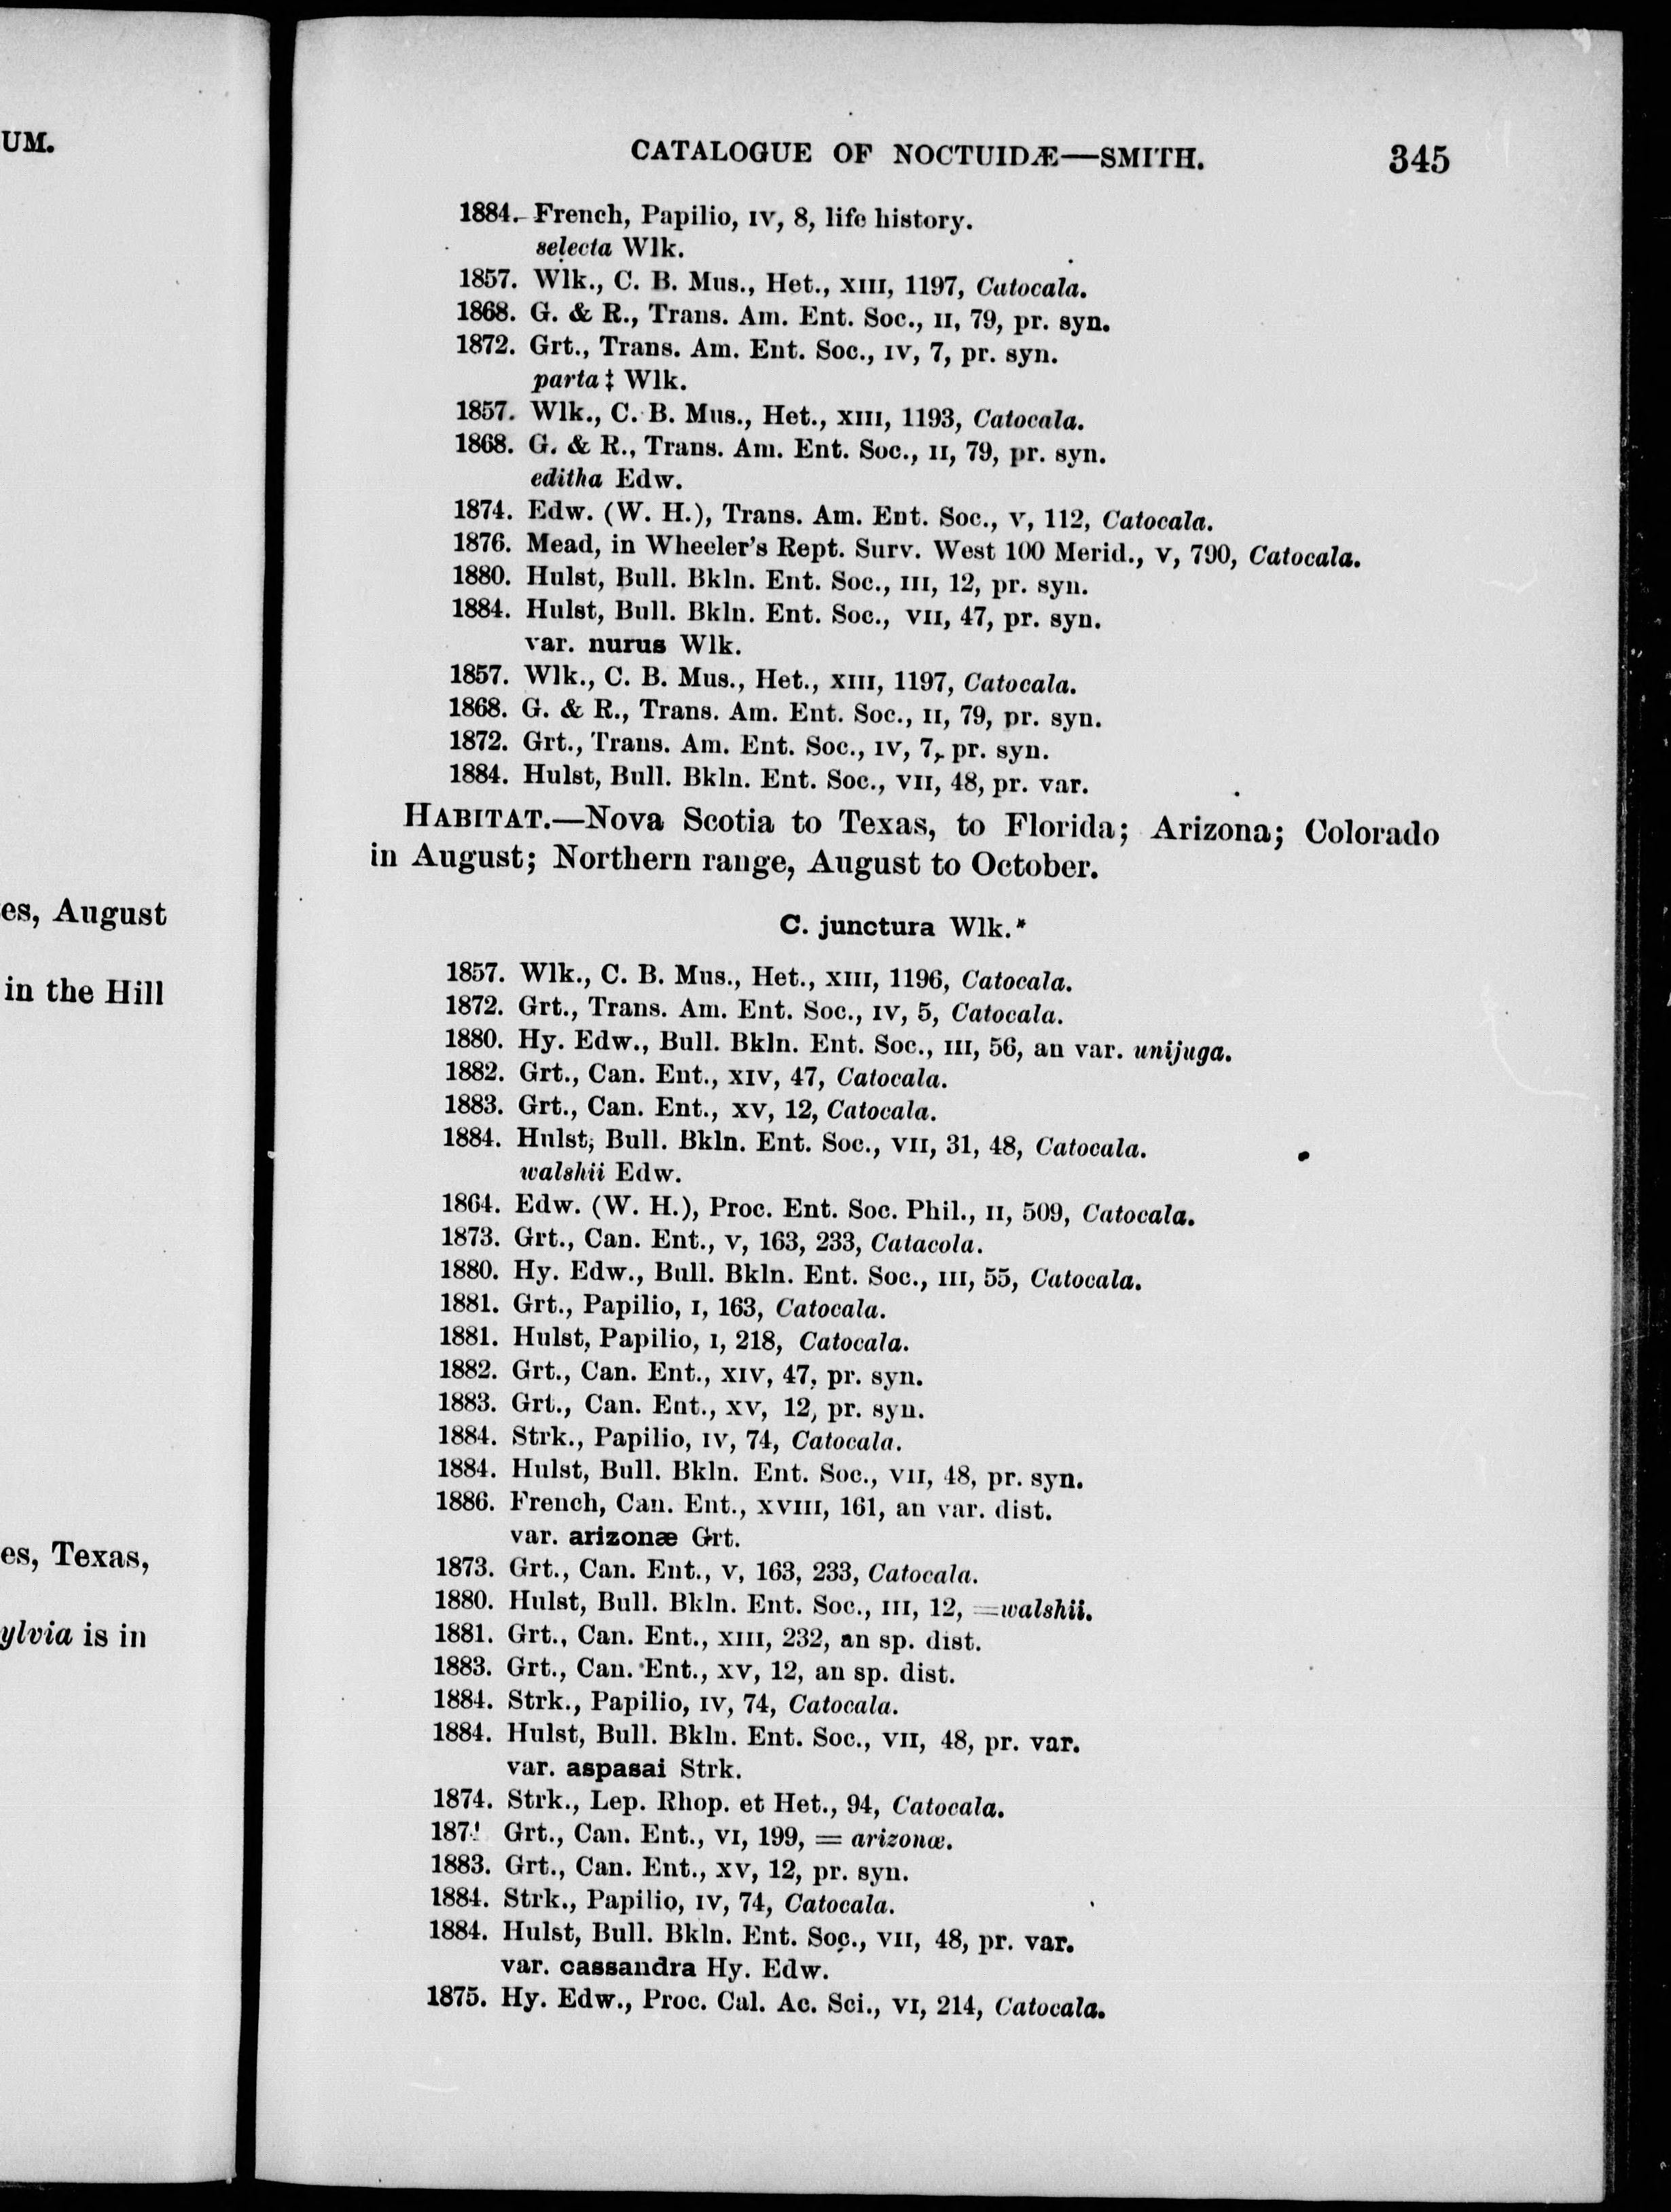 UM.
es, August
in the Hill
es, Texas,
ylvia is in
CATALOGUE OF NOCTUIDÆ—SMITH. 345
1884. French, Papilio, IV, 8, life history.
selecta Wlk.
1857. Wlk., C. B. Mus., Het., XIII, 1197, Catocala.
1868. G. & R., Trans. Am. Ent. Soc., II, 79, pr. syn.
1872. Grt., Trans. Am. Ent. Soc., IV, 7, pr. syn.
parta ‡ Wlk.
1857. Wlk., C. B. Mus., Het., XIII, 1193, Catocala.
1868. G. & R., Trans. Am. Ent. Soc., II, 79, pr. syn.
editha Edw.
1874. Edw. (W. H.), Trans. Am. Ent. Soc., V, 112, Catocala.
1876. Mead, in Wheeler's Rept. Surv. West 100 Merid., V, 790, Catocala.
1880. Hulst, Bull. Bkln. Ent. Soc., III, 12, pr. syn.
1884. Hulst, Bull. Bkln. Ent. Soc., VII, 47, pr. syn.
var. nurus Wlk.
1857. Wlk., C. B. Mus., Het., XIII, 1197, Catocala.
1868. G. & R., Trans. Am. Ent. Soc., II, 79, pr. syn.
1872. Grt., Trans. Am. Ent. Soc., IV, 7, pr. syn.
1884. Hulst, Bull. Bkln. Ent. Soc., VII, 48, pr. var.
HABITAT.—Nova Scotia to Texas, to Florida; Arizona; Colorado
in August; Northern range, August to October.
C. junctura Wlk.*
1857. Wlk., C. B. Mus., Het., XIII, 1196, Catocala.
1872. Grt., Trans. Am. Ent. Soc., IV, 5, Catocala.
1880. Hy. Edw., Bull. Bkln. Ent. Soc., III, 56, an var. unijuga.
1882. Grt., Can. Ent., XIV, 47, Catocala.
1883. Grt., Can. Ent., XV, 12, Catocala.
1884. Hulst, Bull. Bkln. Ent. Soc., VII, 31, 48, Catocala.
walshii Edw.
1864. Edw. (W. H.), Proc. Ent. Soc. Phil., II, 509, Catocala.
1873. Grt., Can. Ent., V, 163, 233, Catacola.
1880. Hy. Edw., Bull. Bkln. Ent. Soc., III, 55, Catocala.
1881. Grt., Papilio, I, 163, Catocala.
1881. Hulst, Papilio, I, 218, Catocala.
1882. Grt., Can. Ent., XIV, 47, pr. syn.
1883. Grt., Can. Ent., XV, 12, pr. syn.
1884. Strk., Papilio, IV, 74, Catocala.
1884. Hulst, Bull. Bkln. Ent. Soc., VII, 48, pr. syn.
1886. French, Can. Ent., XVIII, 161, an var. dist.
var. arizonæ Grt.
1873. Grt., Can. Ent., V, 163, 233, Catocala.
1880. Hulst, Bull. Bkln. Ent. Soc., III, 12, =walshii.
1881. Grt., Can. Ent., XIII, 232, an sp. dist.
1883. Grt., Can. Ent., XV, 12, an sp. dist.
1884. Strk., Papilio, IV, 74, Catocala.
1884. Hulst, Bull. Bkln. Ent. Soc., VII, 48, pr. var.
var. aspasai Strk.
1874. Strk., Lep. Rhop. et Het., 94, Catocala.
Grt., Can. Ent., VI, 199, = arizonæ.
1883. Grt., Can. Ent., XV, 12, pr. syn.
1884. Strk., Papilio, IV, 74, Catocala.
1884. Hulst, Bull. Bkln. Ent. Soc., VII, 48, pr. var.
var. cassandra Hy. Edw.
1875. Hy. Edw., Proc. Cal. Ac. Sci., VI, 214, Catocala.